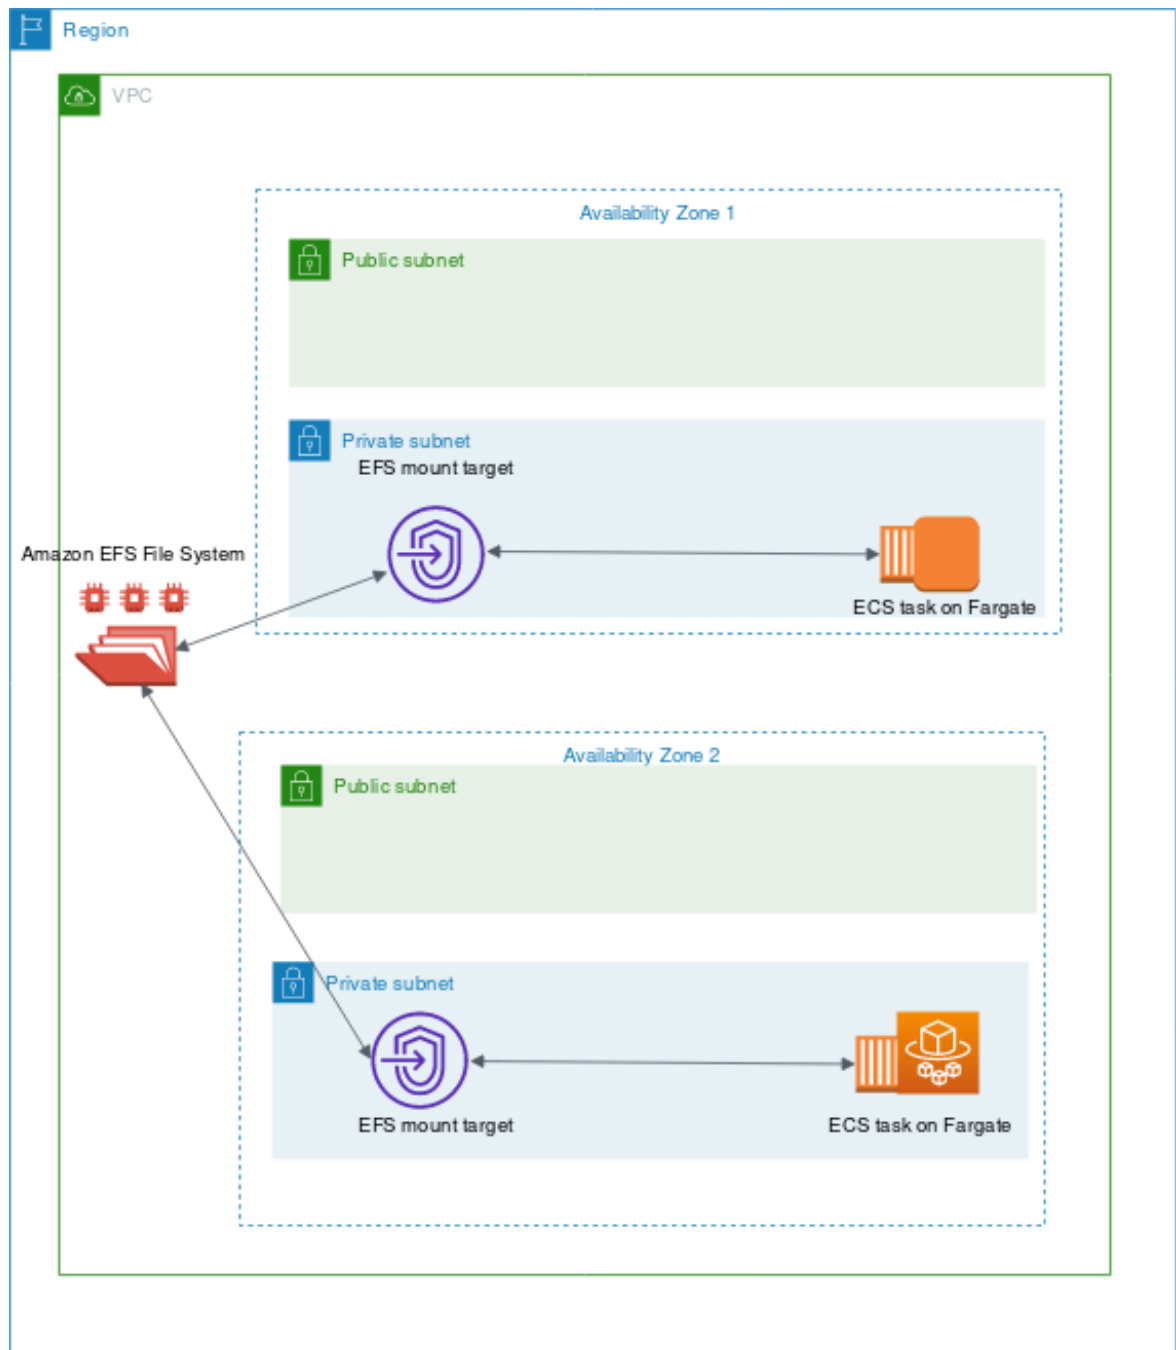 Region
VPC
Availability Zone 1
Public subnet
Private subnet
EFS mount target
Amazon EFS File System
ECS task on Fargate
Availability Zone 2
Public subnet
Private subnet
EFS mount target
ECS task on Fargate